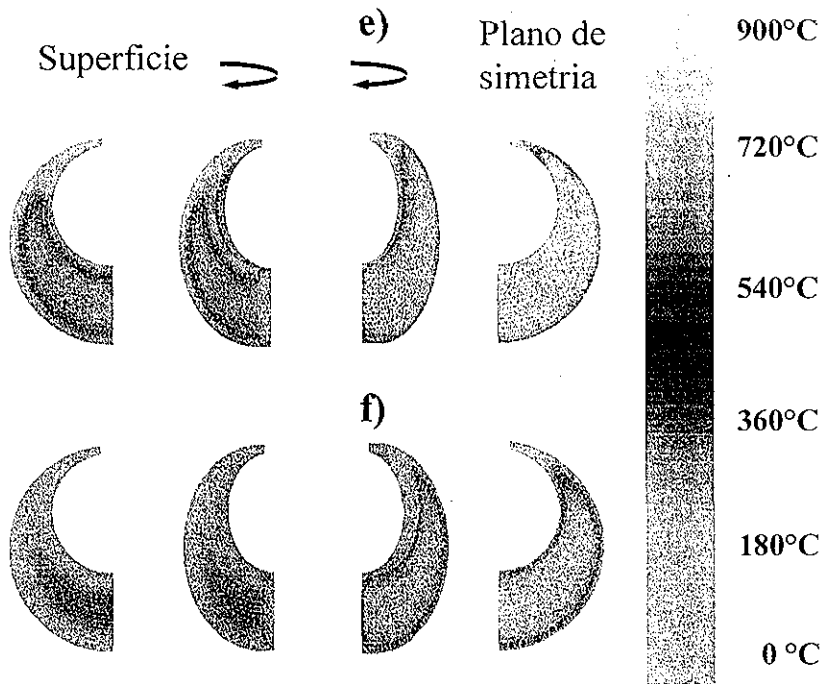 e)
Superficie
Plano de
simetria
f)
900°C
720°C
540°C
360°C
180°C
0 °C